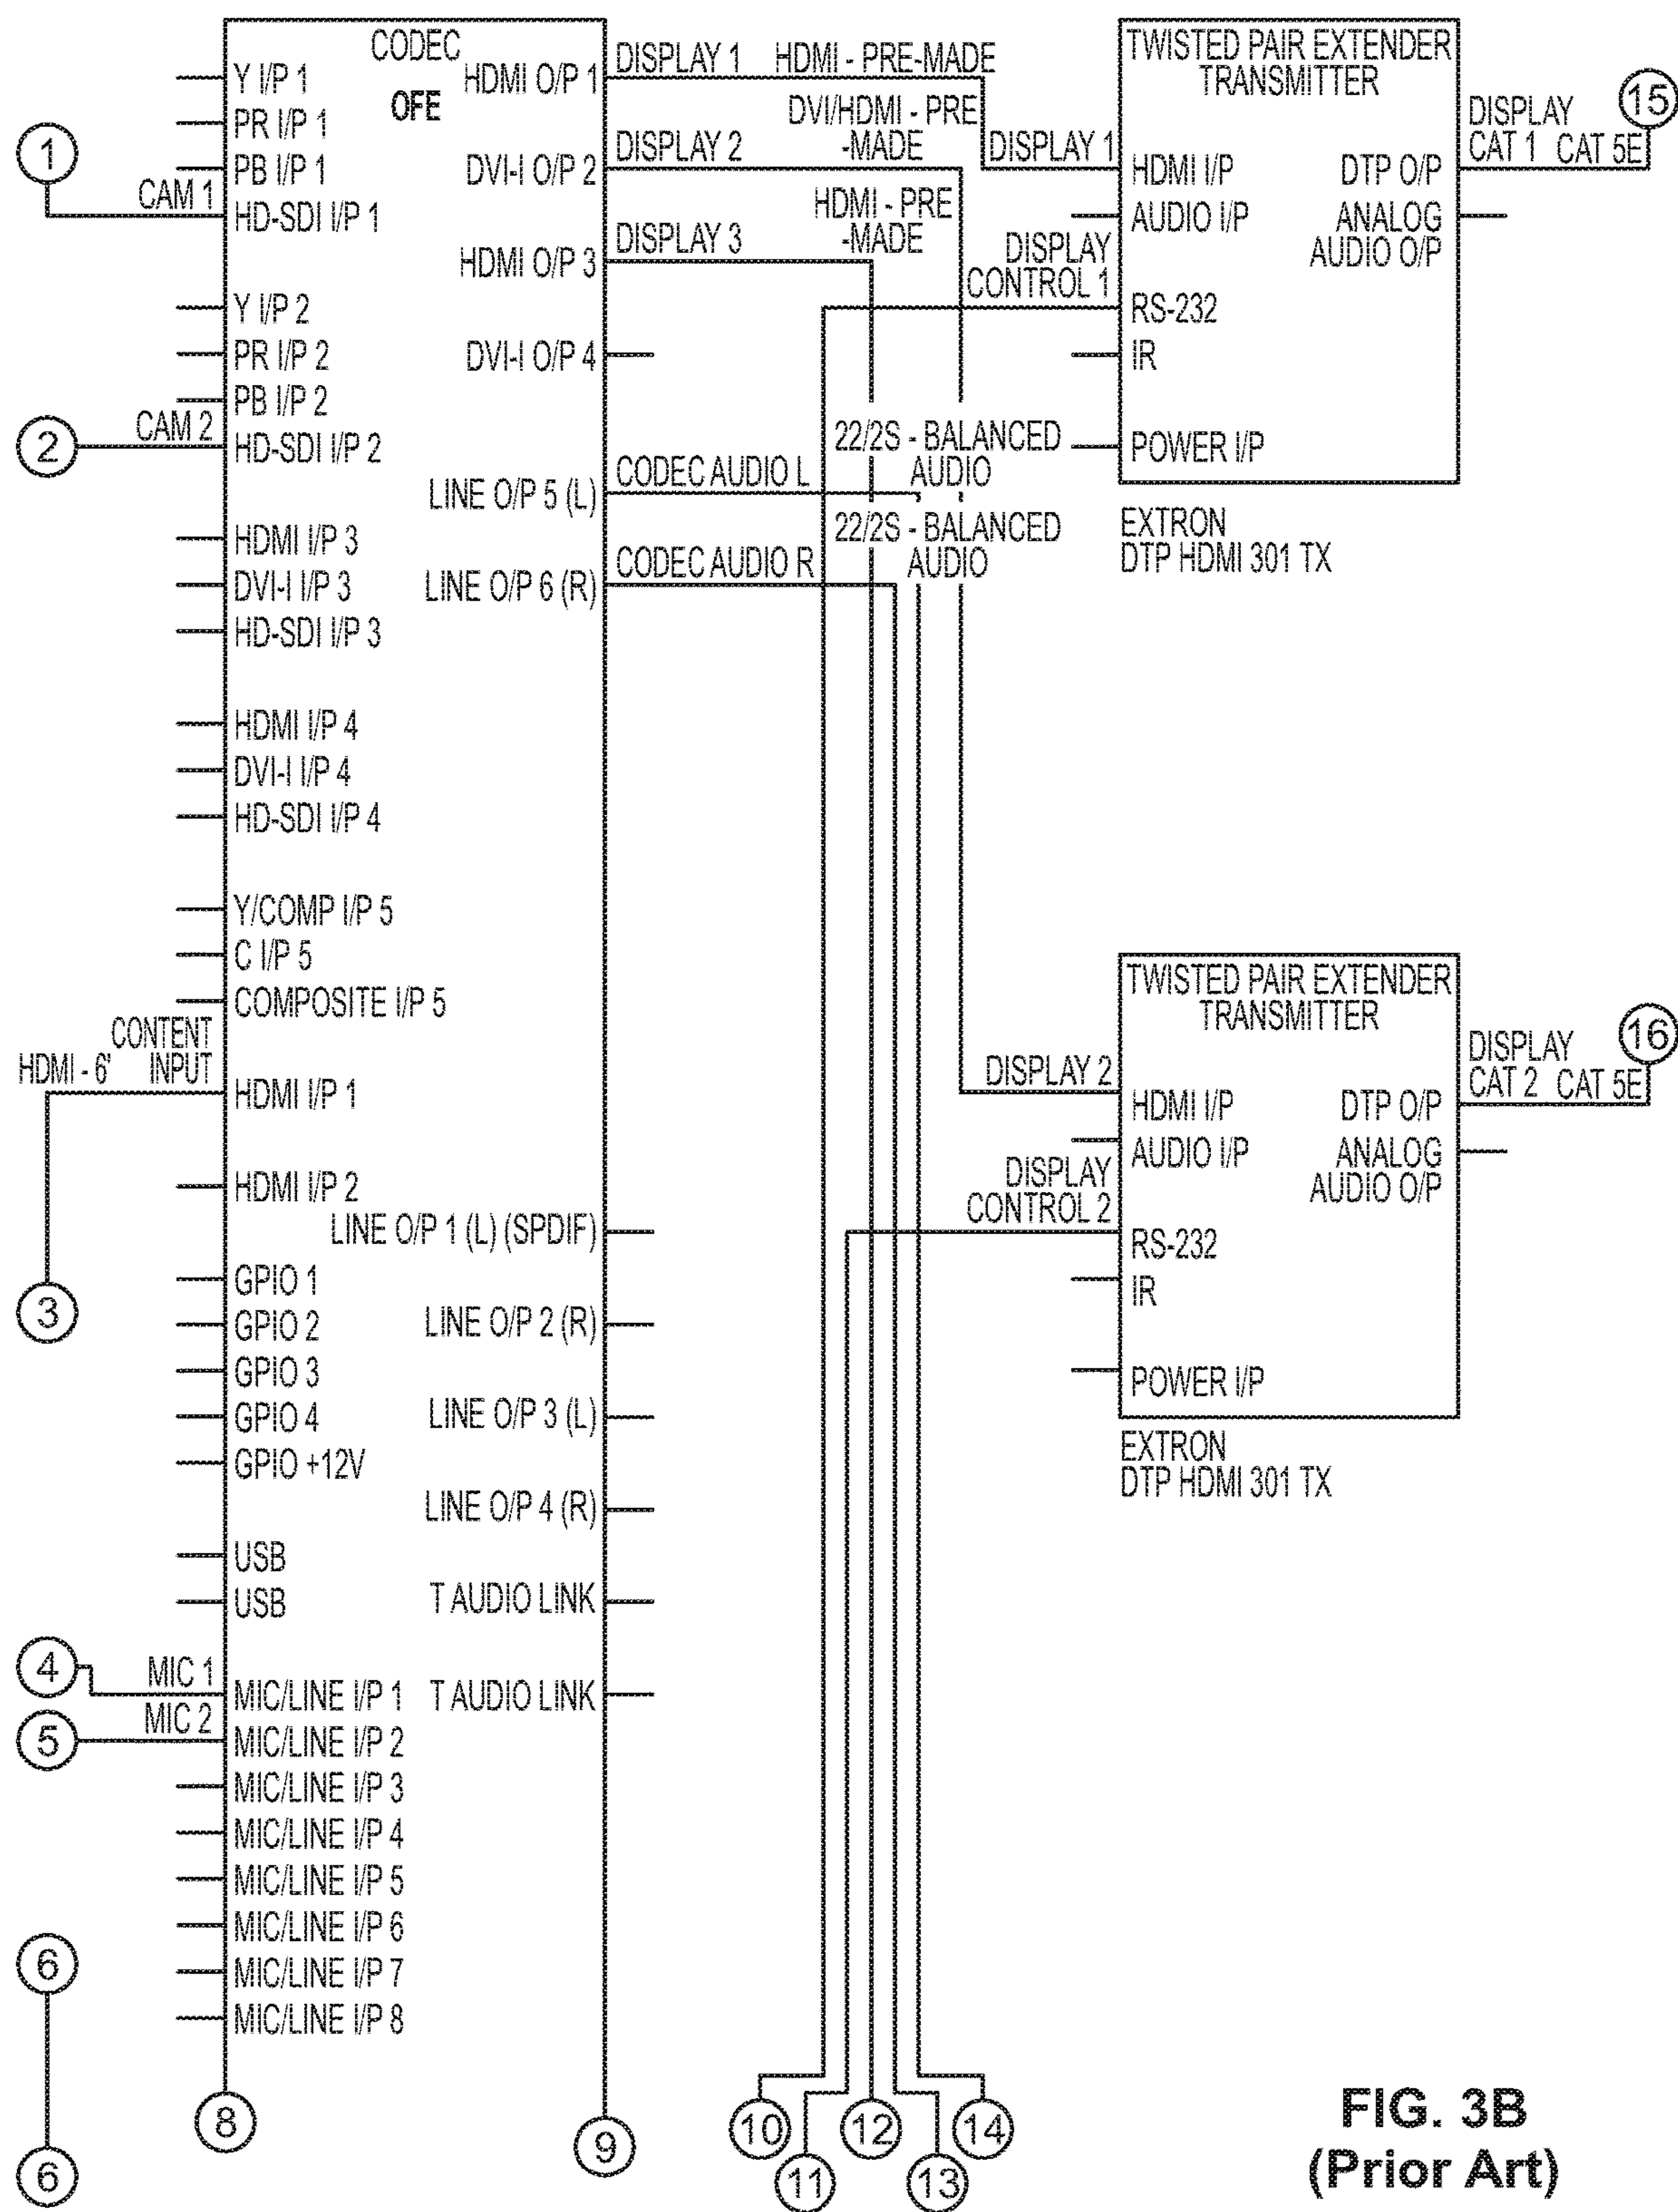 CODEC
OFE
Y I/P 1
PR I/P 1
PB I/P 1
CAM 1
HD-SDI I/P 1
1
Y I/P 2
PR I/P 2
PB I/P 2
CAM 2
HD-SDI I/P 2
2
HDMI I/P 3
DVI-I I/P 3
HD-SDI I/P 3
HDMI I/P 4
DVI-I I/P 4
HD-SDI I/P 4
Y/COMP I/P 5
C I/P 5
COMPOSITE I/P 5
CONTENT
HDMI - 6' INPUT
HDMI I/P 1
3
HDMI I/P 2
GPIO 1
GPIO 2
GPIO 3
GPIO 4
GPIO +12V
USB
USB
4
MIC 1
MIC/LINE I/P 1
5
MIC 2
MIC/LINE I/P 2
MIC/LINE I/P 3
MIC/LINE I/P 4
MIC/LINE I/P 5
MIC/LINE I/P 6
MIC/LINE I/P 7
MIC/LINE I/P 8
6
6
8
HDMI O/P 1
DVI-I O/P 2
HDMI O/P 3
DVI-I O/P 4
LINE O/P 5 (L)
LINE O/P 6 (R)
LINE O/P 1 (L) (SPDIF)
LINE O/P 2 (R)
LINE O/P 3 (L)
LINE O/P 4 (R)
T AUDIO LINK
T AUDIO LINK
9
DISPLAY 1 HDMI - PRE-MADE
DISPLAY 2
DVI/HDMI - PRE
-MADE
DISPLAY 3
HDMI - PRE
-MADE
CODEC AUDIO L
22/2S - BALANCED
AUDIO
CODEC AUDIO R
22/2S - BALANCED
AUDIO
10
11
12
13
14
TWISTED PAIR EXTENDER
TRANSMITTER
DISPLAY 1
HDMI I/P
AUDIO I/P
DISPLAY
CONTROL 1
RS-232
IR
POWER I/P
DTP O/P
ANALOG
AUDIO O/P
DISPLAY
CAT 1 CAT 5E
15
EXTRON
DTP HDMI 301 TX
TWISTED PAIR EXTENDER
TRANSMITTER
DISPLAY 2
HDMI I/P
AUDIO I/P
DISPLAY
CONTROL 2
RS-232
IR
POWER I/P
DTP O/P
ANALOG
AUDIO O/P
DISPLAY
CAT 2 CAT 5E
16
EXTRON
DTP HDMI 301 TX
FIG. 3B
(Prior Art)